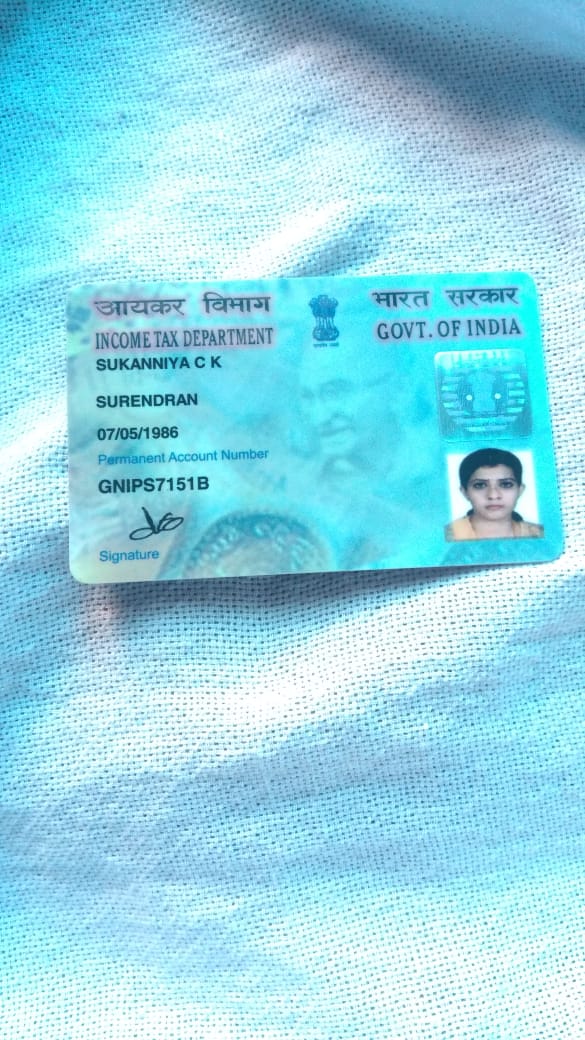 आयकर विभाग
भारत सरकार
INCOME TAX DEPARTMENT
GOVT. OF INDIA
SUKANNIYA C K
SURENDRAN
07/05/1986
Permanent Account Number
GNIPS7151B
Signature